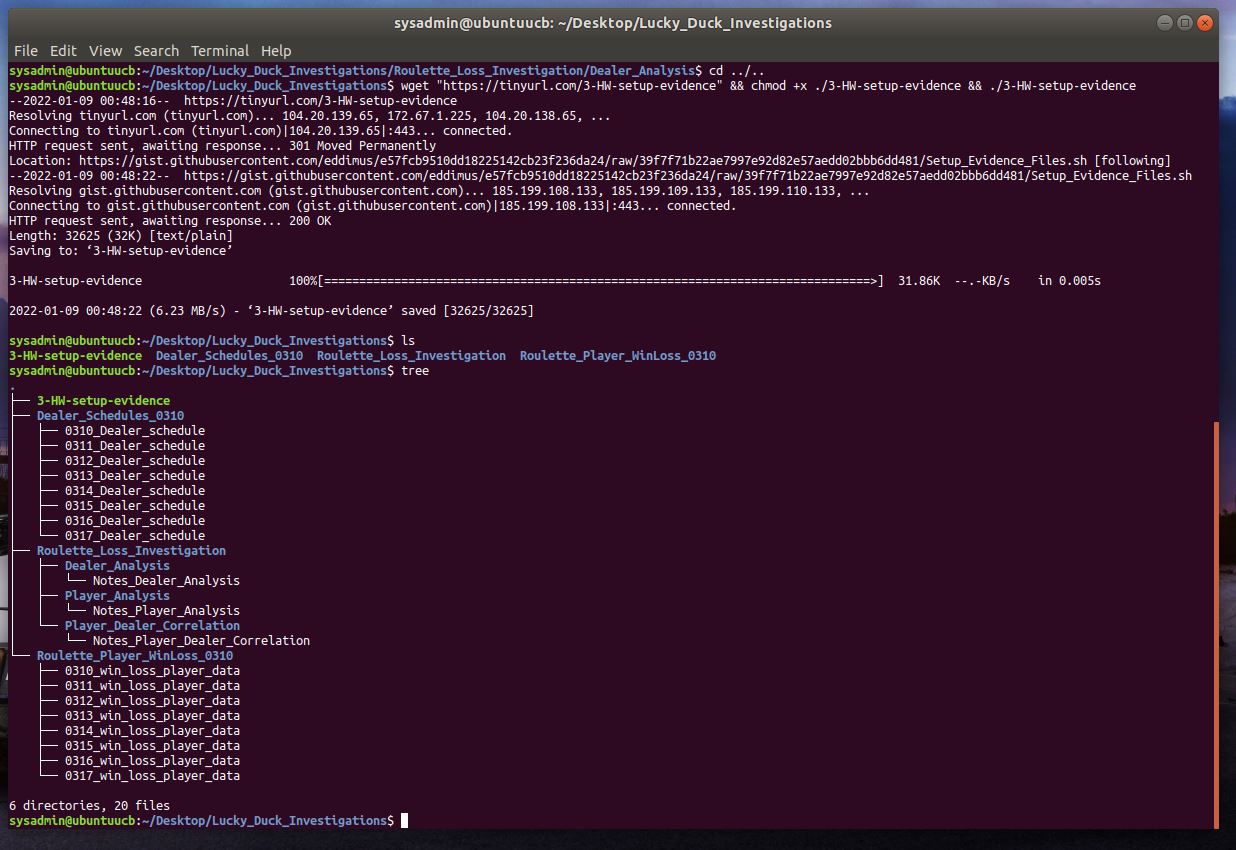 sysadmin@ubuntuucb: ~/Desktop/Lucky_Duck_Investigations
File Edit View Search Terminal Help
sysadmin@ubuntuucb:~/Desktop/Lucky_Duck_Investigations/Roulette_Loss_Investigation/Dealer_Analysis$ cd ../..
sysadmin@ubuntuucb:~/Desktop/Lucky_Duck_Investigations$ wget "https://tinyurl.com/3-HW-setup-evidence" && chmod +x ./3-HW-setup-evidence && ./3-HW-setup-evidence
--2022-01-09 00:48:16--  https://tinyurl.com/3-HW-setup-evidence
Resolving tinyurl.com (tinyurl.com)... 104.20.139.65, 172.67.1.225, 104.20.138.65, ...
Connecting to tinyurl.com (tinyurl.com)|104.20.139.65|:443... connected.
HTTP request sent, awaiting response... 301 Moved Permanently
Location: https://gist.githubusercontent.com/eddimus/e57fcb9510dd18225142cb23f236da24/raw/39f7f71b22ae7997e92d82e57aedd02bbb6dd481/Setup_Evidence_Files.sh [following]
--2022-01-09 00:48:22--  https://gist.githubusercontent.com/eddimus/e57fcb9510dd18225142cb23f236da24/raw/39f7f71b22ae7997e92d82e57aedd02bbb6dd481/Setup_Evidence_Files.sh
Resolving gist.githubusercontent.com (gist.githubusercontent.com)... 185.199.108.133, 185.199.109.133, 185.199.110.133, ...
Connecting to gist.githubusercontent.com (gist.githubusercontent.com)|185.199.108.133|:443... connected.
HTTP request sent, awaiting response... 200 OK
Length: 32625 (32K) [text/plain]
Saving to: ‘3-HW-setup-evidence’
3-HW-setup-evidence 100%[==============================================================================>] 31.86K --.-KB/s in 0.005s
2022-01-09 00:48:22 (6.23 MB/s) - ‘3-HW-setup-evidence’ saved [32625/32625]
sysadmin@ubuntuucb:~/Desktop/Lucky_Duck_Investigations$ ls
3-HW-setup-evidence  Dealer_Schedules_0310  Roulette_Loss_Investigation  Roulette_Player_WinLoss_0310
sysadmin@ubuntuucb:~/Desktop/Lucky_Duck_Investigations$ tree
.
├── 3-HW-setup-evidence
├── Dealer_Schedules_0310
│   ├── 0310_Dealer_schedule
│   ├── 0311_Dealer_schedule
│   ├── 0312_Dealer_schedule
│   ├── 0313_Dealer_schedule
│   ├── 0314_Dealer_schedule
│   ├── 0315_Dealer_schedule
│   ├── 0316_Dealer_schedule
│   └── 0317_Dealer_schedule
├── Roulette_Loss_Investigation
│   ├── Dealer_Analysis
│   │   └── Notes_Dealer_Analysis
│   ├── Player_Analysis
│   │   └── Notes_Player_Analysis
│   └── Player_Dealer_Correlation
│       └── Notes_Player_Dealer_Correlation
└── Roulette_Player_WinLoss_0310
    ├── 0310_win_loss_player_data
    ├── 0311_win_loss_player_data
    ├── 0312_win_loss_player_data
    ├── 0313_win_loss_player_data
    ├── 0314_win_loss_player_data
    ├── 0315_win_loss_player_data
    ├── 0316_win_loss_player_data
    └── 0317_win_loss_player_data
6 directories, 20 files
sysadmin@ubuntuucb:~/Desktop/Lucky_Duck_Investigations$